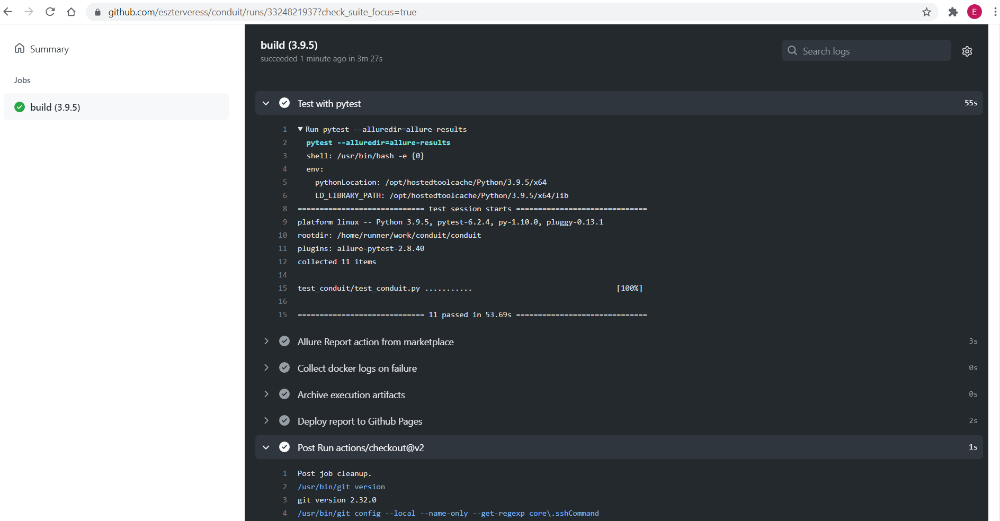 github.com/eszterveress/conduit/runs/3324821937?check_suite_focus=true
E
Summary
Jobs
build (3.9.5)
build (3.9.5)
succeeded 1 minute ago in 3m 27s
Search logs
Test with pytest 55s
1 ▼ Run pytest --alluredir=allure-results
2 pytest --alluredir=allure-results
3 shell: /usr/bin/bash -e {0}
4 env:
5 pythonLocation: /opt/hostedtoolcache/Python/3.9.5/x64
6 LD_LIBRARY_PATH: /opt/hostedtoolcache/Python/3.9.5/x64/lib
8 ============================= test session starts ==============================
9 platform linux -- Python 3.9.5, pytest-6.2.4, py-1.10.0, pluggy-0.13.1
10 rootdir: /home/runner/work/conduit/conduit
11 plugins: allure-pytest-2.8.40
12 collected 11 items
14
15 test_conduit/test_conduit.py ........... [100%]
16
15 ============================= 11 passed in 53.69s ==============================
Allure Report action from marketplace 3s
Collect docker logs on failure 0s
Archive execution artifacts 0s
Deploy report to Github Pages 2s
Post Run actions/checkout@v2 1s
1 Post job cleanup.
2 /usr/bin/git version
3 git version 2.32.0
4 /usr/bin/git config --local --name-only --get-regexp core\.sshCommand